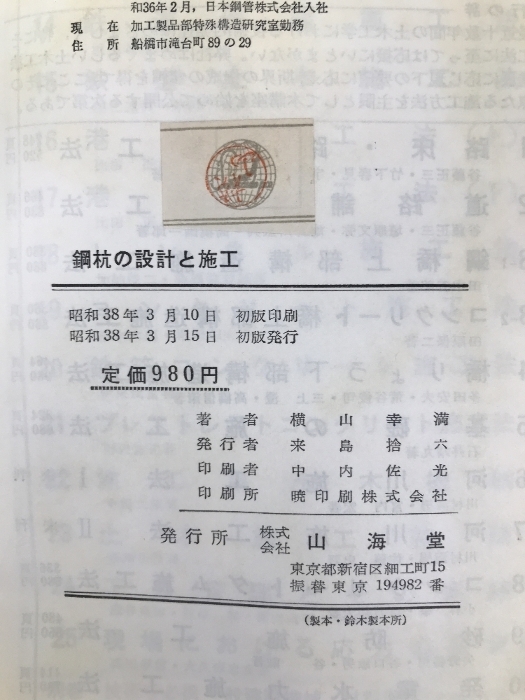 和36年2月，日本鋼管株式会社入社
現　在　加工製品部特殊構造研究室勤務
住　所　船橋市滝台町89の29
鋼杭の設計と施工
昭和38年 3 月10日　初版印刷
昭和38年 3 月15日　初版発行
定価980円
著者　横山幸満
発行者　来島捨六
印刷者　中内佐光
印刷所　暁印刷株式会社
発行所　株式会社　山海堂
東京都新宿区細工町15
振替東京 194982 番
（製本・鈴木製本所）